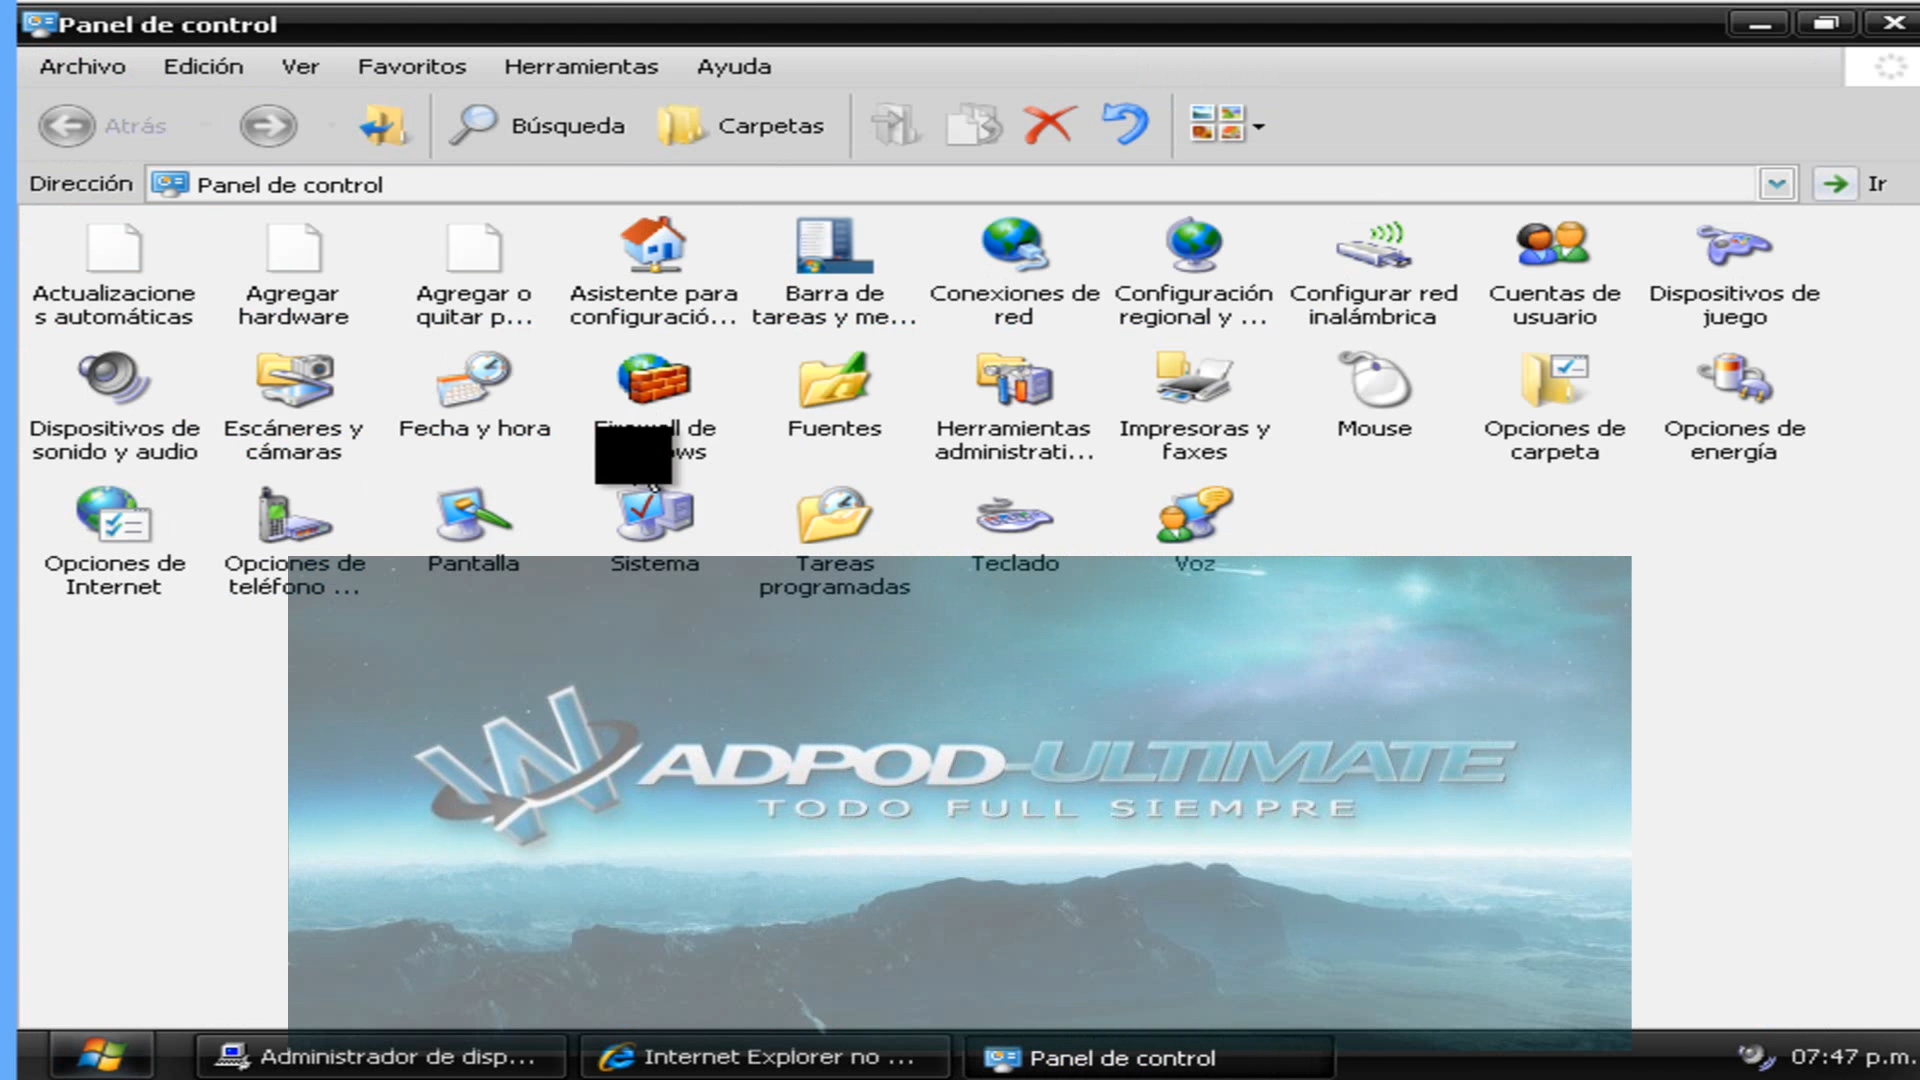 Panel de control
Archivo Edición Ver Favoritos Herramientas Ayuda
Atrás Búsqueda Carpetas
Dirección Panel de control Ir
Actualizacione
s automáticas
Agregar
hardware
Agregar o
quitar p...
Asistente para
configuració...
Barra de
tareas y me...
Conexiones de
red
Configuración
regional y ...
Configurar red
inalámbrica
Cuentas de
usuario
Dispositivos de
juego
Dispositivos de
sonido y audio
Escáneres y
cámaras
Fecha y hora
Firewall de
ows
Fuentes
Herramientas
administrati...
Impresoras y
faxes
Mouse
Opciones de
carpeta
Opciones de
energía
Opciones de
Internet
Opciones de
teléfono ...
Pantalla
Sistema
Tareas
programadas
Teclado
Voz
WADPOD-ULTIMATE
TODO FULL SIEMPRE
Administrador de disp... Internet Explorer no ... Panel de control 07:47 p.m.